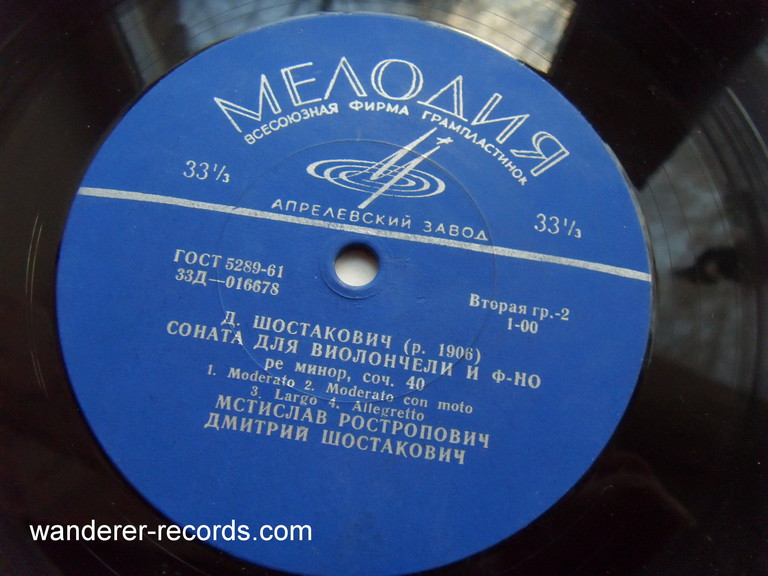 МЕЛОДИЯ
ВСЕСОЮЗНАЯ ФИРМА ГРАМПЛАСТИНОК
33⅓
33⅓
АПРЕЛЕВСКИЙ ЗАВОД
ГОСТ 5289-61
33Д—016678
Вторая гр.-2
1-00
Д. ШОСТАКОВИЧ (р. 1906)
СОНАТА ДЛЯ ВИОЛОНЧЕЛИ И Ф-НО
ре минор, соч. 40
1. Moderato 2. Moderato con moto
3. Largo 4. Allegretto
МСТИСЛАВ РОСТРОПОВИЧ
ДМИТРИЙ ШОСТАКОВИЧ
wanderer-records.com